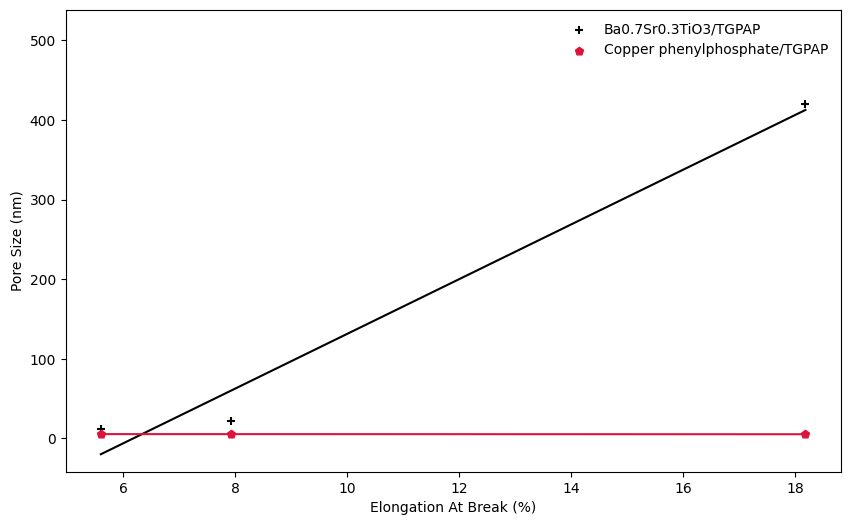 Ba0.7Sr0.3TiO3/TGPAP
Copper phenylphosphate/TGPAP
500
400
300
200
100
0
Pore Size (nm)
6 8 10 12 14 16 18
Elongation At Break (%)